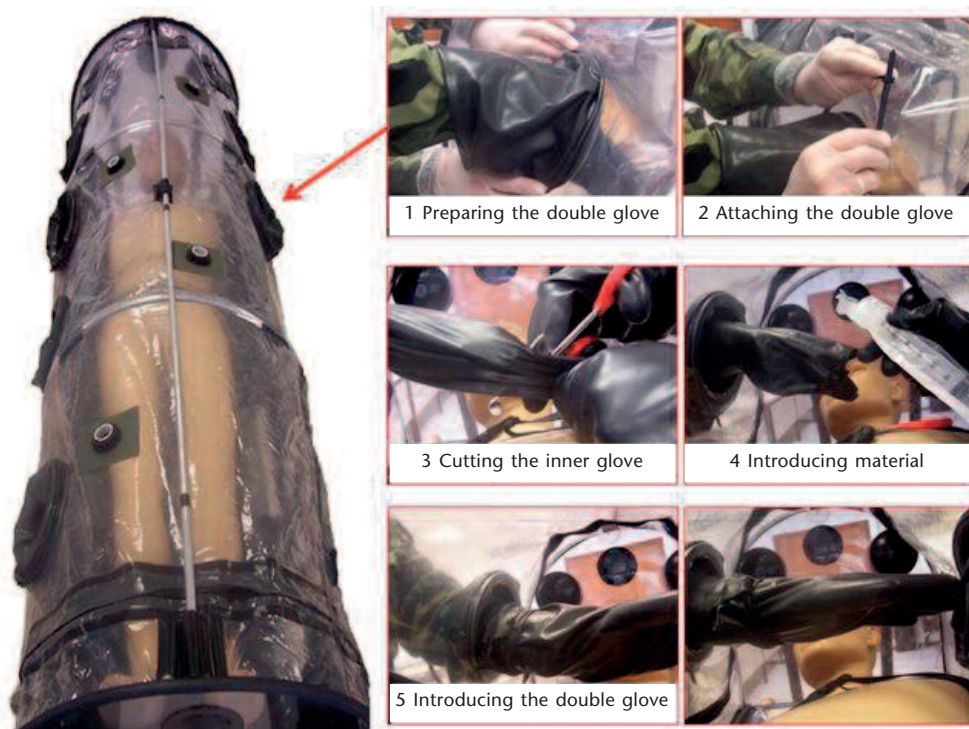 1 Preparing the double glove
2 Attaching the double glove
3 Cutting the inner glove
4 Introducing material
5 Introducing the double glove